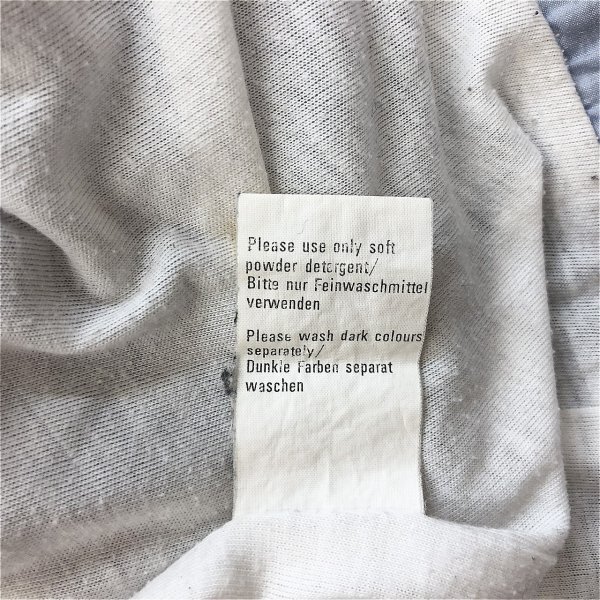 Please use only soft
powder detergent/
Bitte nur Feinwaschmittel
verwenden
Please wash dark colours
separately/
Dunkle Farben separat
waschen